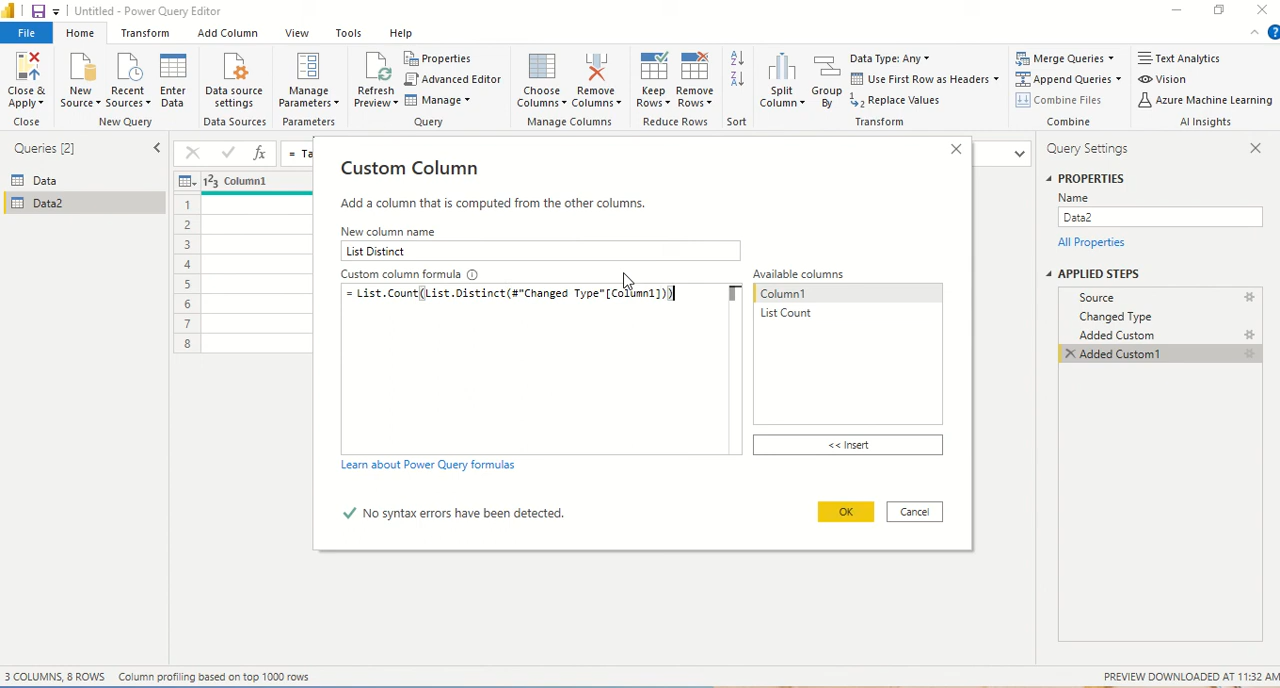 Untitled - Power Query Editor
File Home Transform Add Column View Tools Help
Close & Apply
Close
New Source
Recent Sources
Enter Data
New Query
Data source settings
Data Sources
Manage Parameters
Parameters
Refresh Preview
Properties
Advanced Editor
Manage
Query
Choose Columns
Remove Columns
Manage Columns
Keep Rows
Remove Rows
Reduce Rows
Sort
Split Column
Group By
Data Type: Any
Use First Row as Headers
Replace Values
Transform
Merge Queries
Append Queries
Combine Files
Combine
Text Analytics
Vision
Azure Machine Learning
AI Insights
Queries [2]
Data
Data2
fx = Ta
1 2 3 Column1
1
2
3
4
5
6
7
8
Custom Column
Add a column that is computed from the other columns.
New column name
List Distinct
Custom column formula
= List.Count(List.Distinct(#"Changed Type"[Column1]))
Available columns
Column1
List Count
<< Insert
Learn about Power Query formulas
No syntax errors have been detected.
OK
Cancel
Query Settings
PROPERTIES
Name
Data2
All Properties
APPLIED STEPS
Source
Changed Type
Added Custom
Added Custom1
3 COLUMNS, 8 ROWS Column profiling based on top 1000 rows
PREVIEW DOWNLOADED AT 11:32 AM